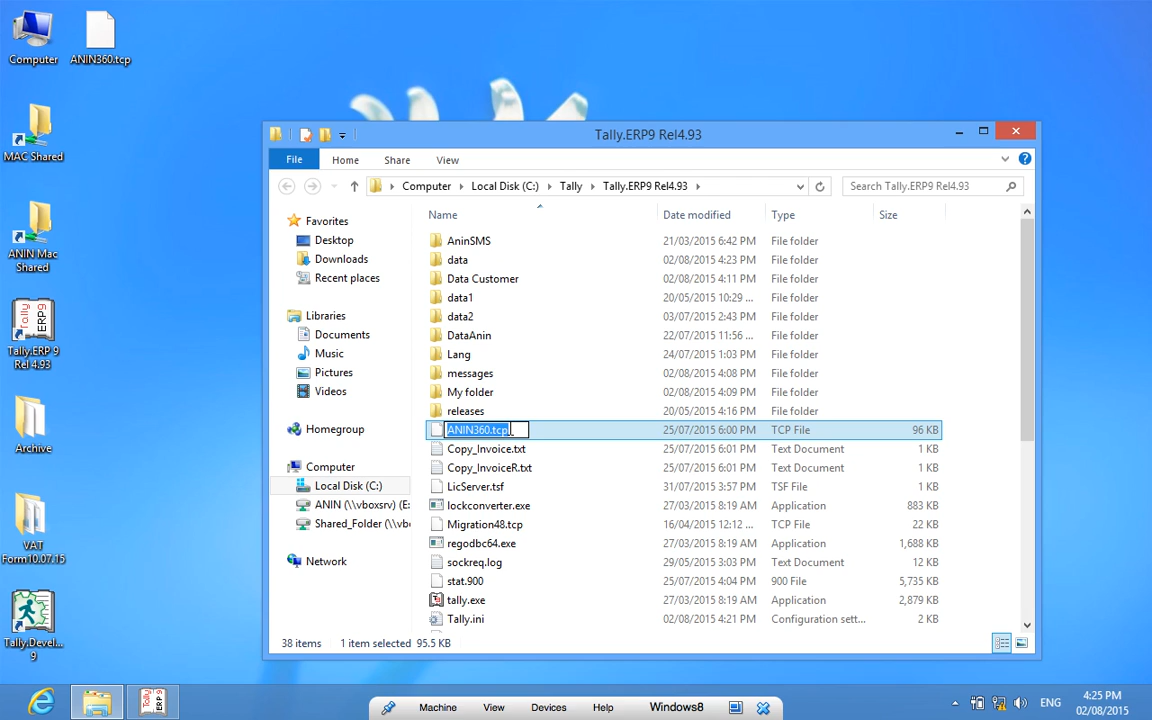 Computer
ANIN360.tcp
MAC Shared
ANIN Mac
Shared
Tally.ERP 9
Rel 4.93
Archive
VAT
Form10.07.15
Tally.Devel...
9
Tally.ERP9 Rel4.93
File Home Share View
Computer Local Disk (C:) Tally Tally.ERP9 Rel4.93 Search Tally.ERP9 Rel4.93
Favorites
Desktop
Downloads
Recent places
Libraries
Documents
Music
Pictures
Videos
Homegroup
Computer
Local Disk (C:)
ANIN (\\vboxsrv) (E:
Shared_Folder (\\vbo
Network
Name Date modified Type Size
AninSMS 21/03/2015 6:42 PM File folder
data 02/08/2015 4:23 PM File folder
Data Customer 02/08/2015 4:11 PM File folder
data1 20/05/2015 10:29 ... File folder
data2 03/07/2015 2:43 PM File folder
DataAnin 22/07/2015 11:56 ... File folder
Lang 24/07/2015 1:03 PM File folder
messages 02/08/2015 4:08 PM File folder
My folder 02/08/2015 4:09 PM File folder
releases 20/05/2015 4:16 PM File folder
ANIN360.tcp 25/07/2015 6:00 PM TCP File 96 KB
Copy_Invoice.txt 25/07/2015 6:01 PM Text Document 1 KB
Copy_InvoiceR.txt 25/07/2015 6:01 PM Text Document 1 KB
LicServer.tsf 31/07/2015 3:57 PM TSF File 1 KB
lockconverter.exe 27/03/2015 8:19 AM Application 883 KB
Migration48.tcp 16/04/2015 12:12 ... TCP File 22 KB
regodbc64.exe 27/03/2015 8:19 AM Application 1,688 KB
sockreq.log 29/05/2015 3:03 PM Text Document 12 KB
stat.900 25/07/2015 4:04 PM 900 File 5,735 KB
tally.exe 27/03/2015 8:19 AM Application 2,879 KB
Tally.ini 02/08/2015 4:21 PM Configuration sett... 2 KB
38 items 1 item selected 95.5 KB
Machine View Devices Help Windows8
ENG
4:25 PM
02/08/2015